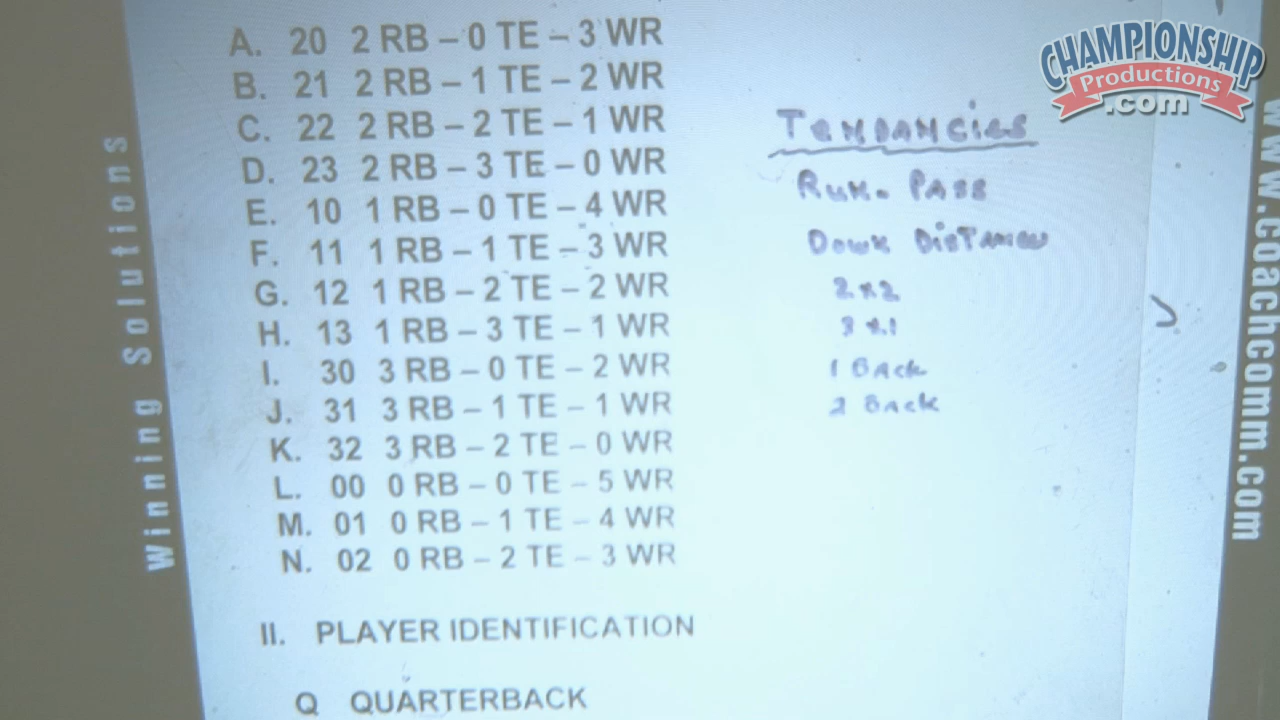 A. 20 2 RB – 0 TE – 3 WR
B. 21 2 RB – 1 TE – 2 WR
C. 22 2 RB – 2 TE – 1 WR
D. 23 2 RB – 3 TE – 0 WR
E. 10 1 RB – 0 TE – 4 WR
F. 11 1 RB – 1 TE – 3 WR
G. 12 1 RB – 2 TE – 2 WR
H. 13 1 RB – 3 TE – 1 WR
I. 30 3 RB – 0 TE – 2 WR
J. 31 3 RB – 1 TE – 1 WR
K. 32 3 RB – 2 TE – 0 WR
L. 00 0 RB – 0 TE – 5 WR
M. 01 0 RB – 1 TE – 4 WR
N. 02 0 RB – 2 TE – 3 WR
II. PLAYER IDENTIFICATION
Q QUARTERBACK
TENDANCIES
RUN - PASS
DOWN DISTANCE
2x2
3x1
1 BACK
2 BACK
CHAMPIONSHIP
Productions
.com
Winning Solutions
www.coachcomm.com